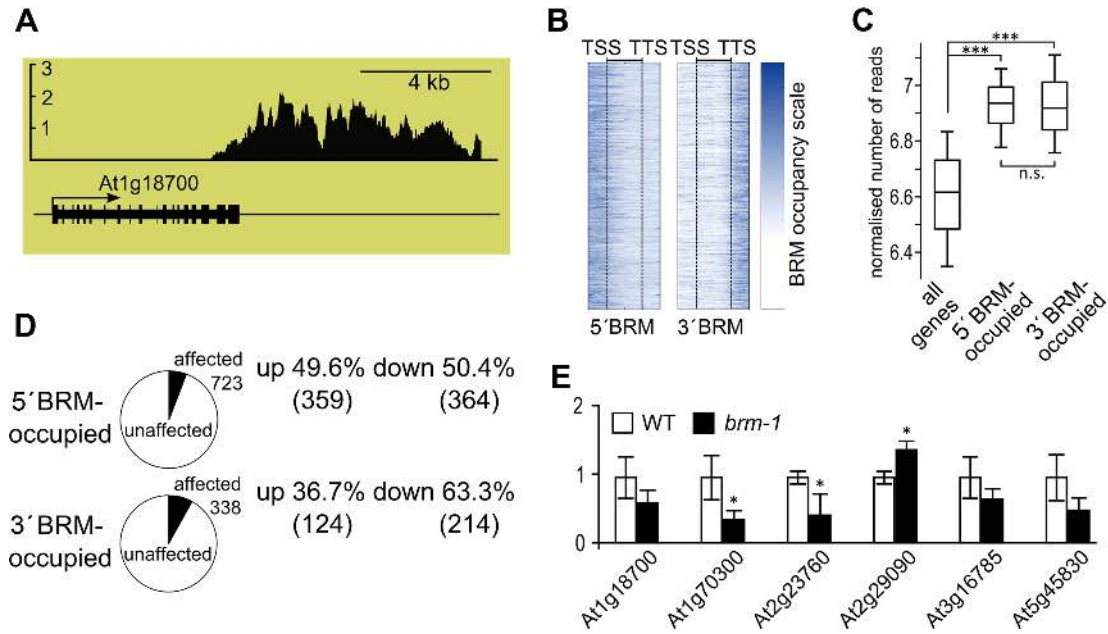 A
3
2
1
4 kb
At1g18700
B
TSS TTS TSS TTS
5´BRM 3´BRM
BRM occupancy scale
C
***
***
n.s.
normalised number of reads
7
6.8
6.6
6.4
all genes
5´BRM-occupied
3´BRM-occupied
D
5´BRM-
occupied
affected
723
unaffected
up 49.6% down 50.4%
(359) (364)
3´BRM-
occupied
affected
338
unaffected
up 36.7% down 63.3%
(124) (214)
E
2
1
0
WT brm-1
*
*
*
At1g18700
At1g70300
At2g23760
At2g29090
At3g16785
At5g45830